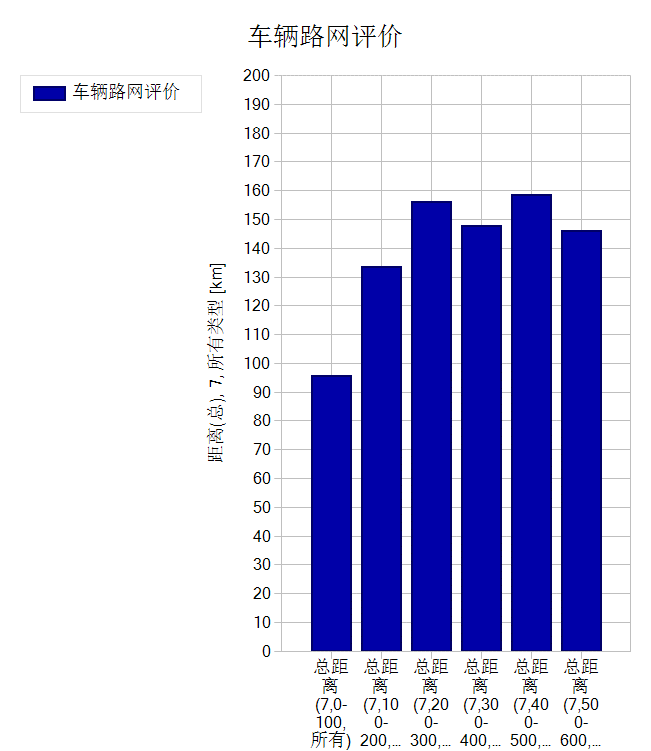 车辆路网评价
车辆路网评价
距离(总), 7, 所有类型 [km]
200
190
180
170
160
150
140
130
120
110
100
90
80
70
60
50
40
30
20
10
0
总距
离
(7,0-
100,
所有)
总距
离
(7,10
0-
200,...
总距
离
(7,20
0-
300,...
总距
离
(7,30
0-
400,...
总距
离
(7,40
0-
500,...
总距
离
(7,50
0-
600,...